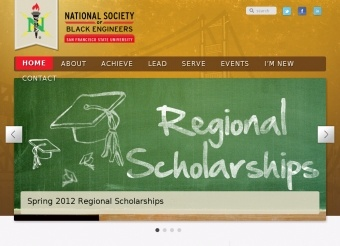 NATIONAL SOCIETY
OF
BLACK ENGINEERS
SAN FRANCISCO STATE UNIVERSITY
search
HOME ABOUT ACHIEVE LEAD SERVE EVENTS I'M NEW
CONTACT
Regional
Scholarships
Spring 2012 Regional Scholarships